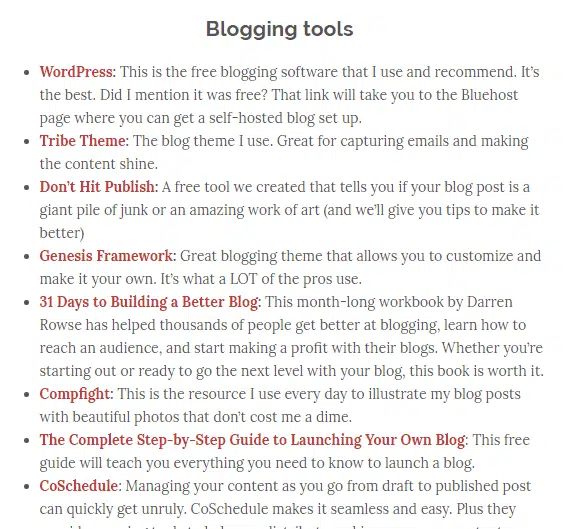 Blogging tools
WordPress: This is the free blogging software that I use and recommend. It's
the best. Did I mention it was free? That link will take you to the Bluehost
page where you can get a self-hosted blog set up.
Tribe Theme: The blog theme I use. Great for capturing emails and making
the content shine.
Don't Hit Publish: A free tool we created that tells you if your blog post is a
giant pile of junk or an amazing work of art (and we'll give you tips to make it
better)
Genesis Framework: Great blogging theme that allows you to customize and
make it your own. It's what a LOT of the pros use.
31 Days to Building a Better Blog: This month-long workbook by Darren
Rowse has helped thousands of people get better at blogging, learn how to
reach an audience, and start making a profit with their blogs. Whether you're
starting out or ready to go the next level with your blog, this book is worth it.
Compfight: This is the resource I use every day to illustrate my blog posts
with beautiful photos that don't cost me a dime.
The Complete Step-by-Step Guide to Launching Your Own Blog: This free
guide will teach you everything you need to know to launch a blog.
CoSchedule: Managing your content as you go from draft to published post
can quickly get unruly. CoSchedule makes it seamless and easy. Plus they